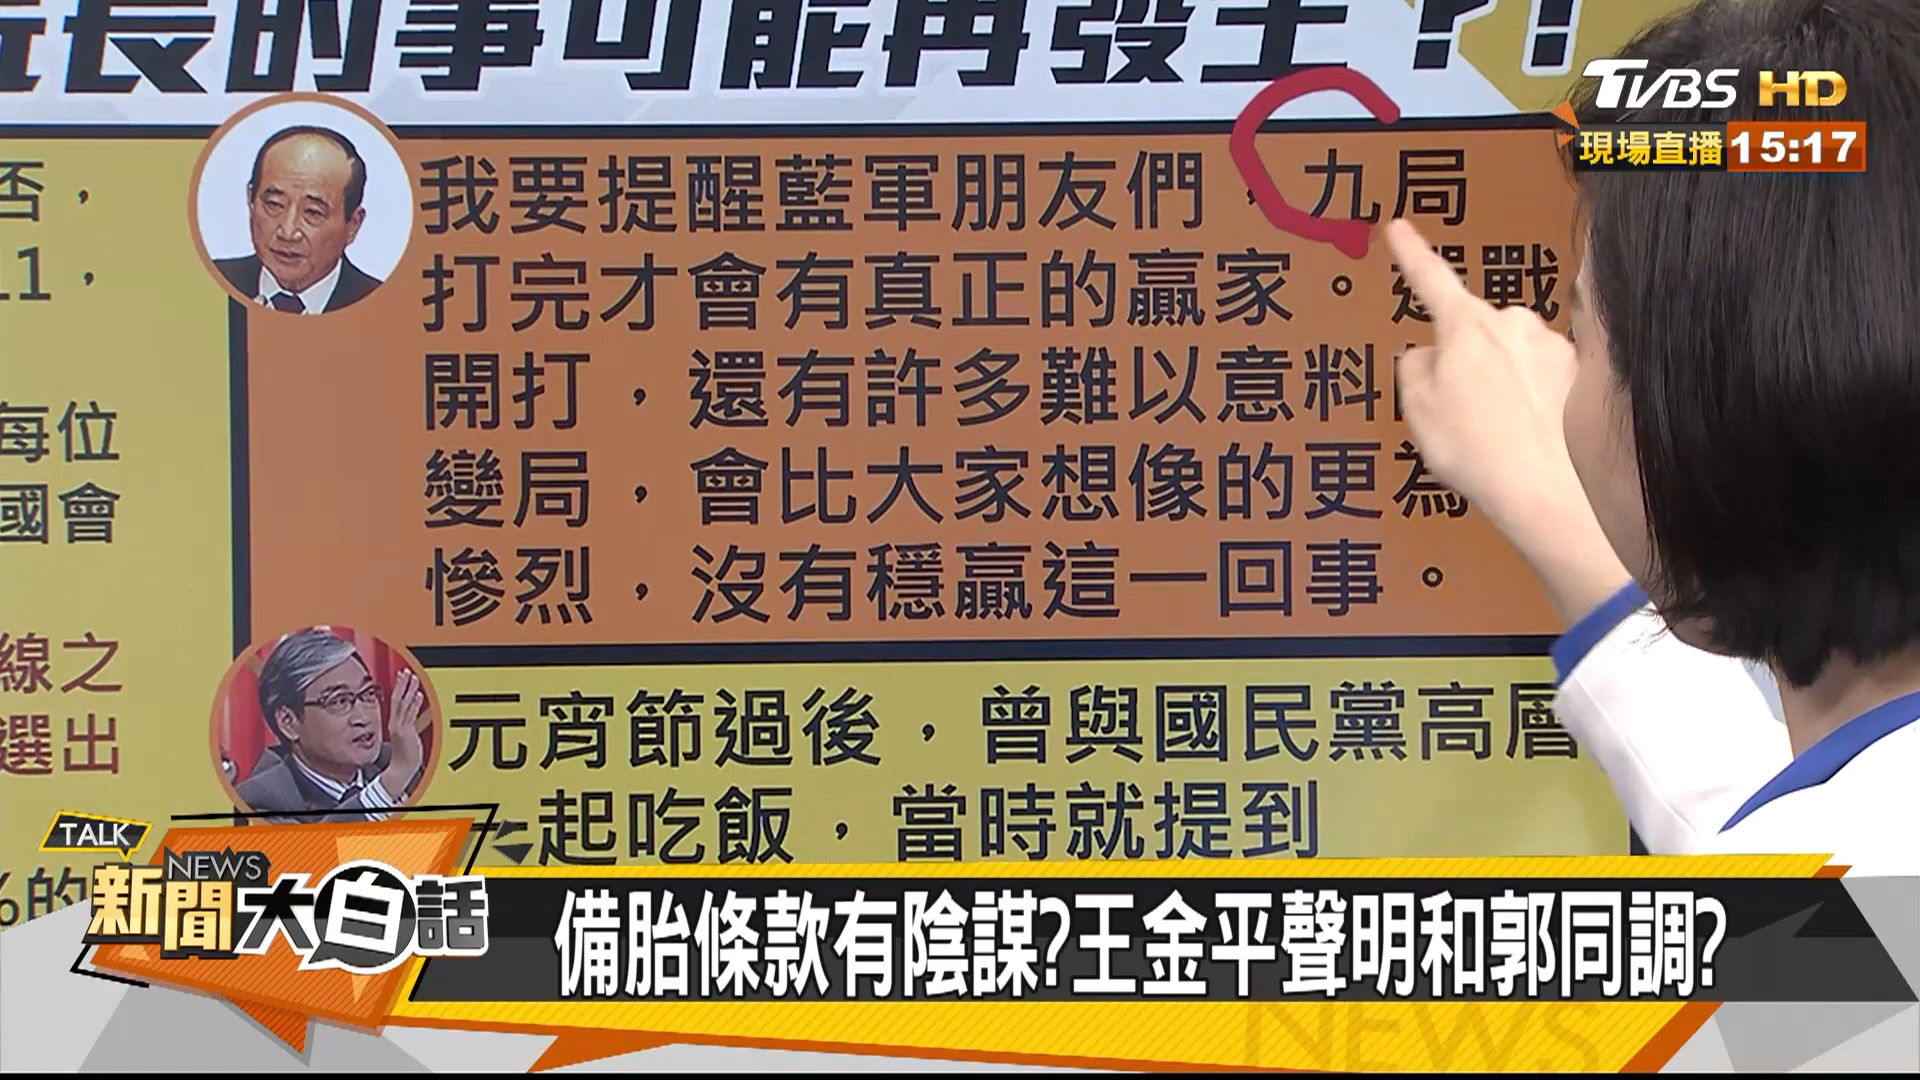 長的事可能再發生?!
TVBS HD
現場直播 15:17
否，
11，
每位
國會
線之
選出
%的
我要提醒藍軍朋友們，九局
打完才會有真正的贏家。選戰
開打，還有許多難以意料
變局，會比大家想像的更為
慘烈，沒有穩贏這一回事。
元宵節過後，曾與國民黨高層
一起吃飯，當時就提到
TALK
NEWS
新聞大白話
備胎條款有陰謀?王金平聲明和郭同調?
NEWS